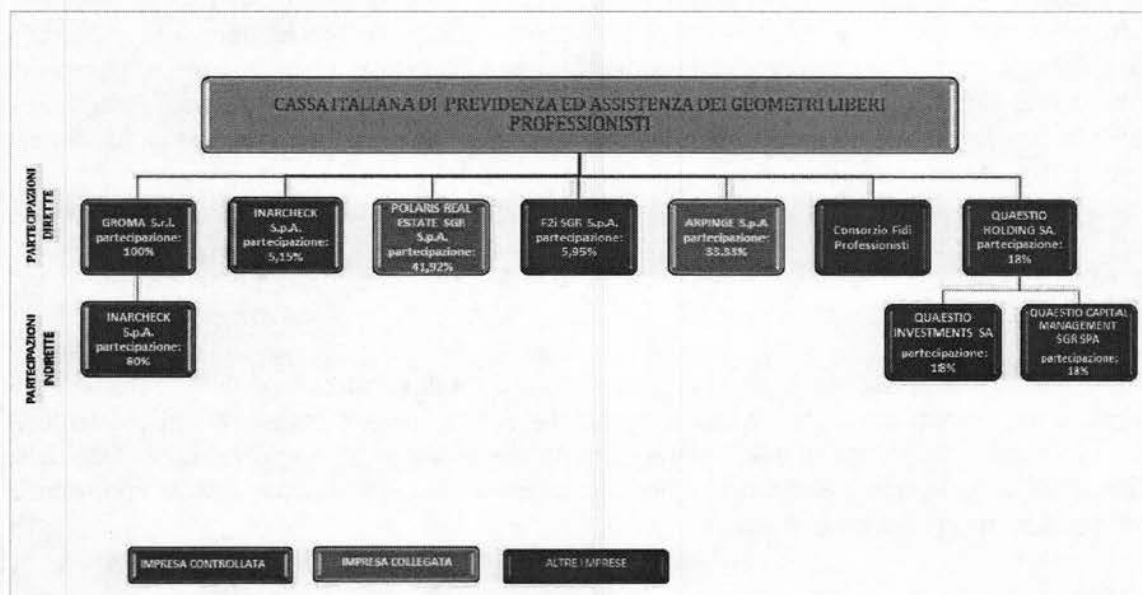 CASSA ITALIANA DI PREVIDENZA ED ASSISTENZA DEI GEOMETRI LIBERI
PROFESSIONISTI
PARTECIPAZIONI
DIRETTE
GROMA S.r.l.
partecipazione:
100%
INARCHECK
S.p.A.
partecipazione:
5,15%
POLARIS REAL
ESTATE SGR
S.p.A.
partecipazione:
41,92%
F2i SGR S.p.A.
partecipazione:
5,95%
ARPINGE S.p.A
partecipazione:
33.33%
Consorzio Fidi
Professionisti
QUAESTIO
HOLDING SA.
partecipazione:
18%
PARTECIPAZIONI
INDIRETTE
INARCHECK
S.p.A.
partecipazione:
80%
QUAESTIO
INVESTMENTS SA
partecipazione:
18%
QUAESTIO CAPITAL
MANAGEMENT
SGR SPA
partecipazione:
18%
IMPRESA CONTROLLATA
IMPRESA COLLEGATA
ALTRE IMPRESE